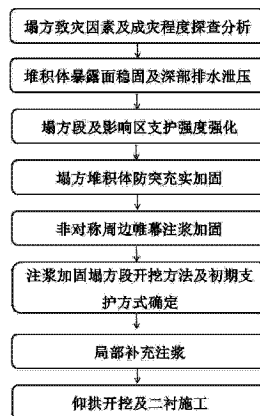 塌方致灾因素及成灾程度探查分析
堆积体暴露面稳固及深部排水泄压
塌方段及影响区支护强度强化
塌方堆积体防突充实加固
非对称周边帷幕注浆加固
注浆加固塌方段开挖方法及初期支
护方式确定
局部补充注浆
仰拱开挖及二衬施工